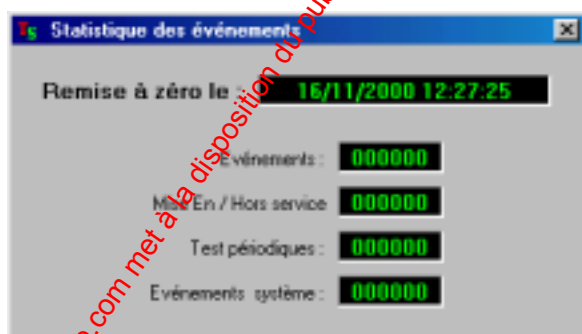 Ts Statistique des événements
Remise à zéro le : 16/11/2000 12:27:25
Evénements : 000000
Mise En / Hors service 000000
Test périodiques : 000000
Evénements système : 000000
.com met à la disposition du